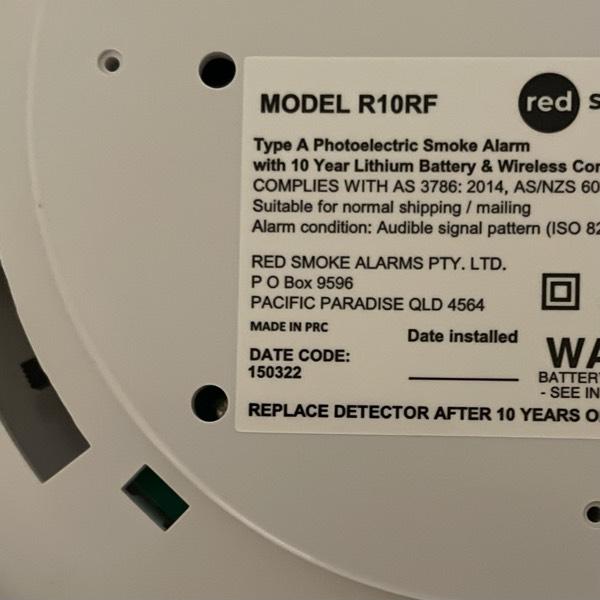 MODEL R10RF
red
Type A Photoelectric Smoke Alarm
with 10 Year Lithium Battery & Wireless
COMPLIES WITH AS 3786: 2014, AS/NZS
Suitable for normal shipping / mailing
Alarm condition: Audible signal pattern (ISO
RED SMOKE ALARMS PTY. LTD.
P O Box 9596
PACIFIC PARADISE QLD 4564
MADE IN PRC
Date installed
DATE CODE:
150322
- SEE
REPLACE DETECTOR AFTER 10 YEARS